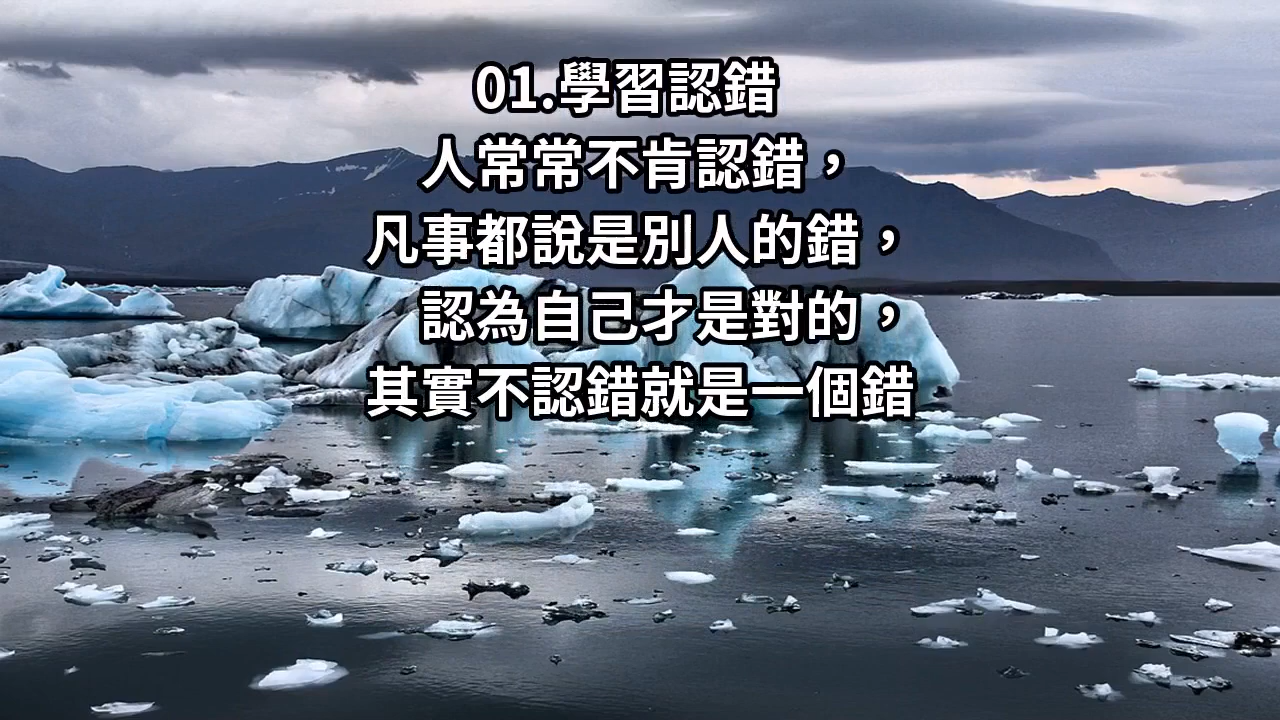 01.學習認錯
人常常不肯認錯，
凡事都說是別人的錯，
認為自己才是對的，
其實不認錯就是一個錯